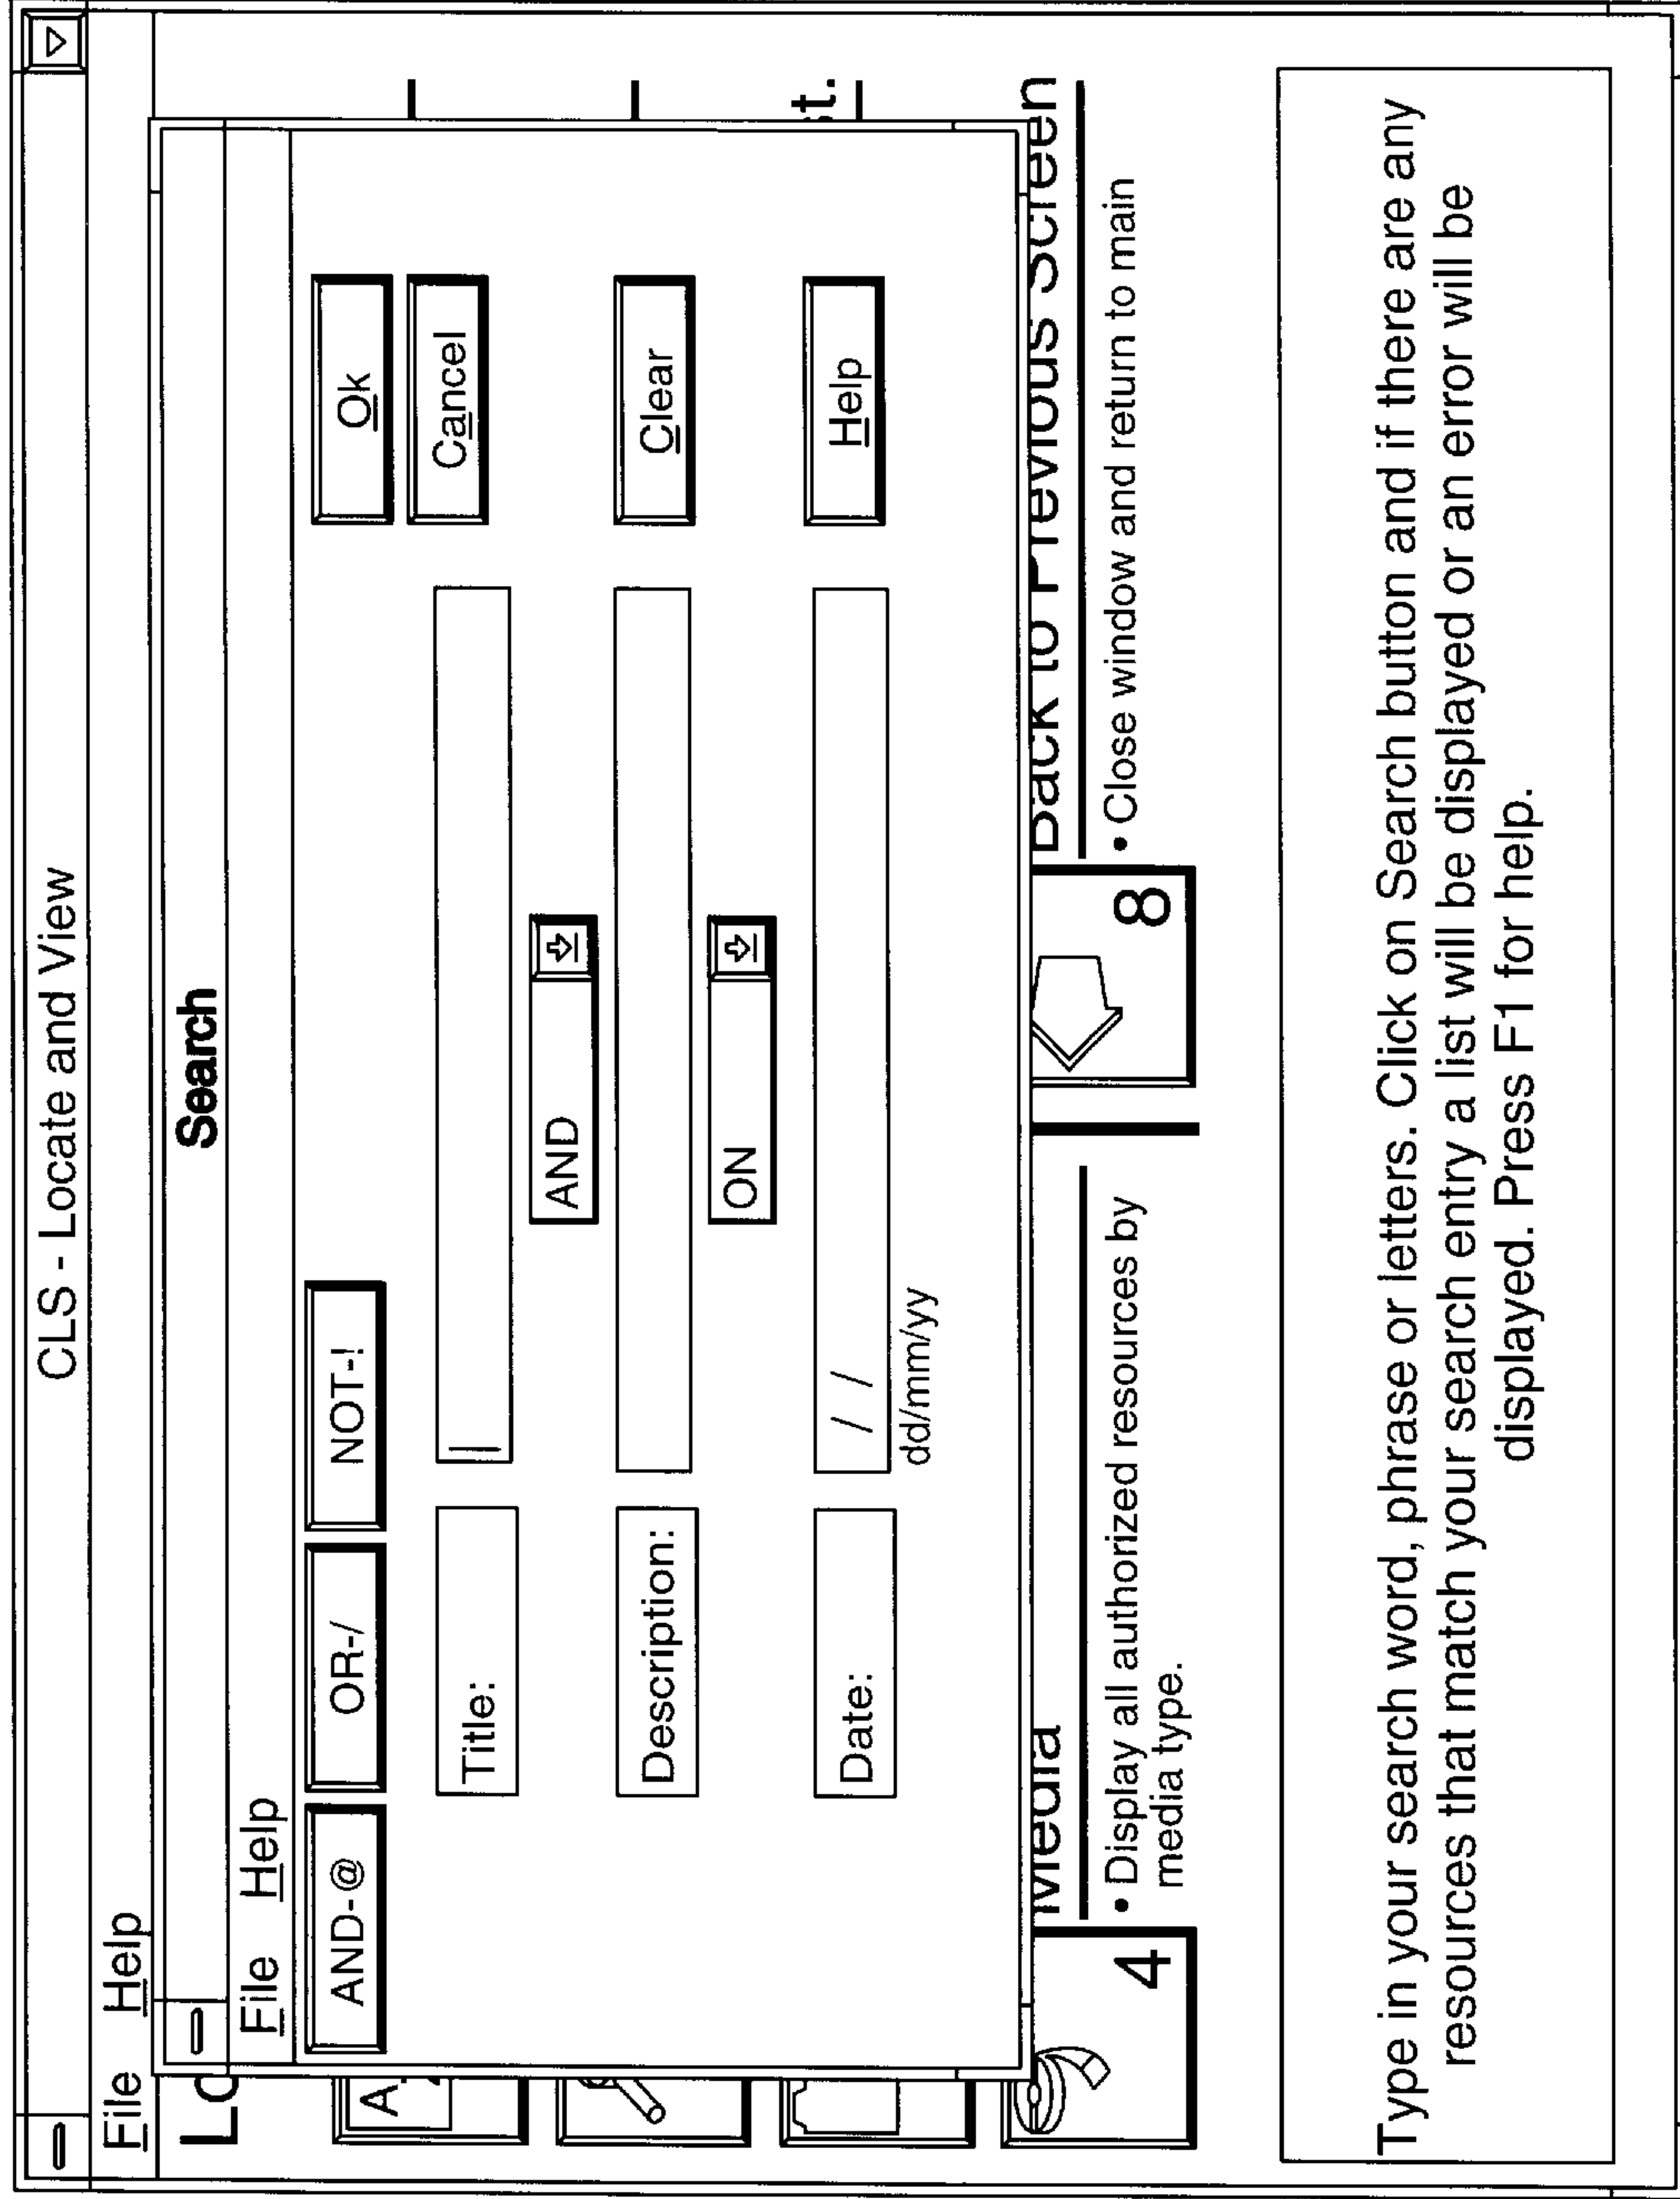 CLS - Locate and View
File Help
Search
File Help
AND-@ OR-/ NOT-!
Ok
Cancel
Title:
AND
Description:
Clear
ON
Date: / /
dd/mm/yy
Help
st.
Media
Back to Previous Screen
4
• Display all authorized resources by
media type.
8
• Close window and return to main
Type in your search word, phrase or letters. Click on Search button and if there are any
resources that match your search entry a list will be displayed or an error will be
displayed. Press F1 for help.